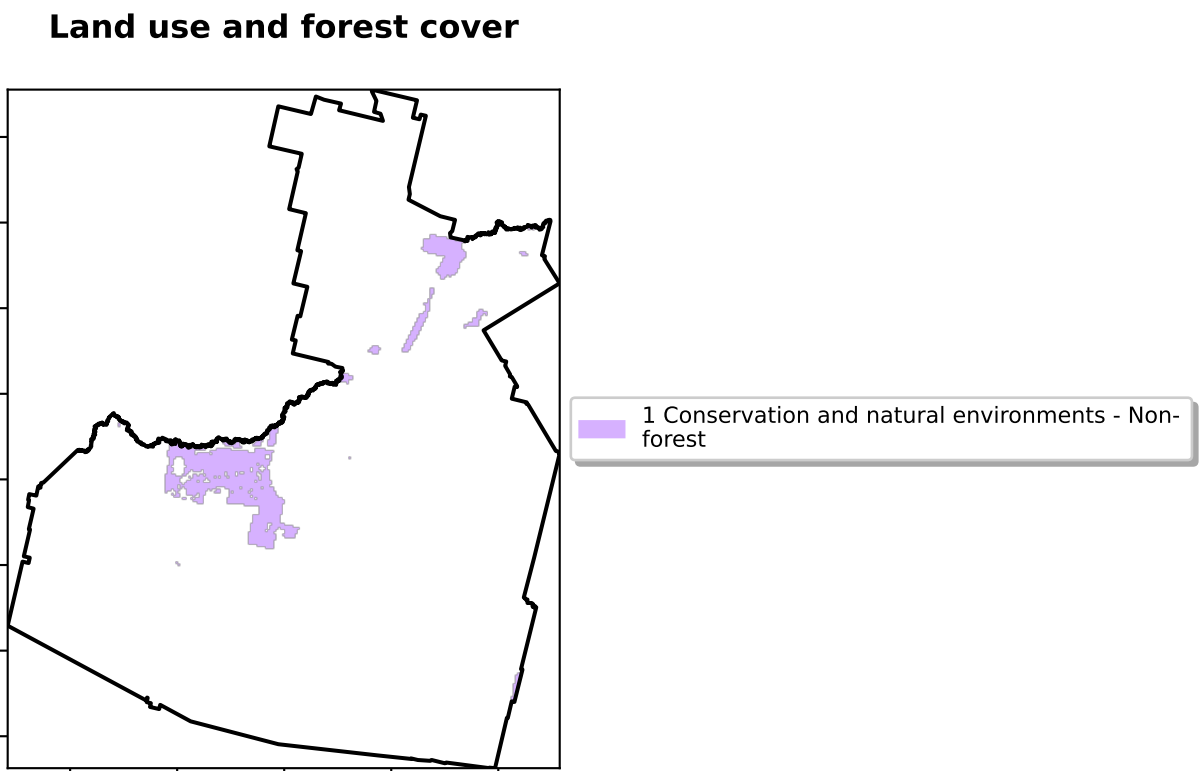 Land use and forest cover
1 Conservation and natural environments - Non-
forest